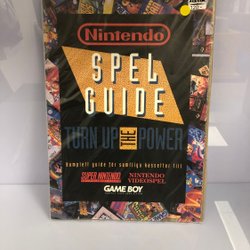 Nintendo
SPEL
GUIDE
TURN UP THE POWER
Komplett guide för samtliga kassetter till
SUPER NINTENDO
NINTENDO
VIDEOSPEL
GAME BOY